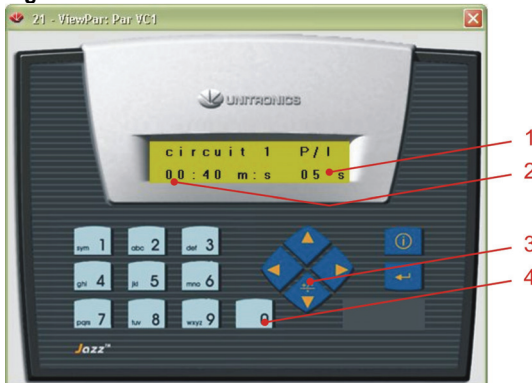 21 - ViewPar: Par VC1
UNITRONICS
circuit 1 P/I
00:40 m:s 05 s
1
2
3
4
sym 1 abc 2 def 3
ghi 4 jkl 5 mno 6
pqrs 7 tuv 8 wxyz 9 0
Jazz™